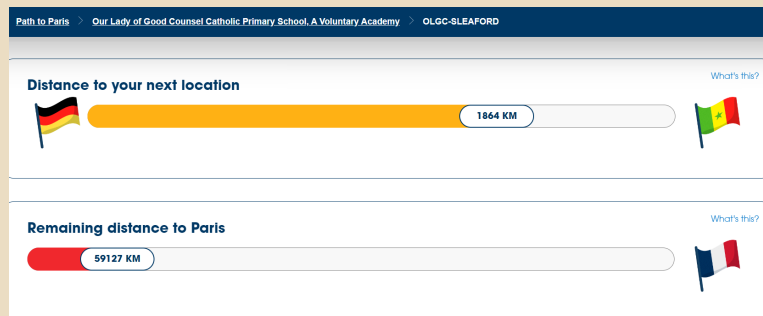 Path to Paris > Our Lady of Good Counsel Catholic Primary School, A Voluntary Academy > OLGC-SLEAFORD
What's this?
Distance to your next location
1864 KM
What's this?
Remaining distance to Paris
59127 KM